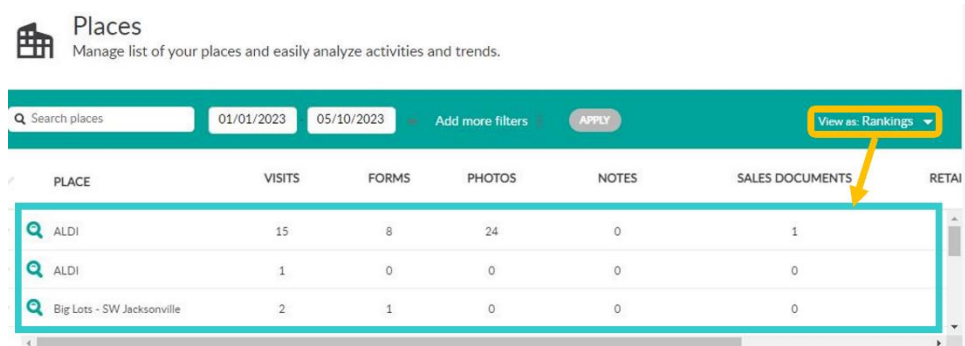 Places
Manage list of your places and easily analyze activities and trends.
Search places 01/01/2023 05/10/2023 Add more filters APPLY View as: Rankings
PLACE VISITS FORMS PHOTOS NOTES SALES DOCUMENTS RETAI
ALDI 15 8 24 0 1
ALDI 1 0 0 0 0
Big Lots - SW Jacksonville 2 1 0 0 0